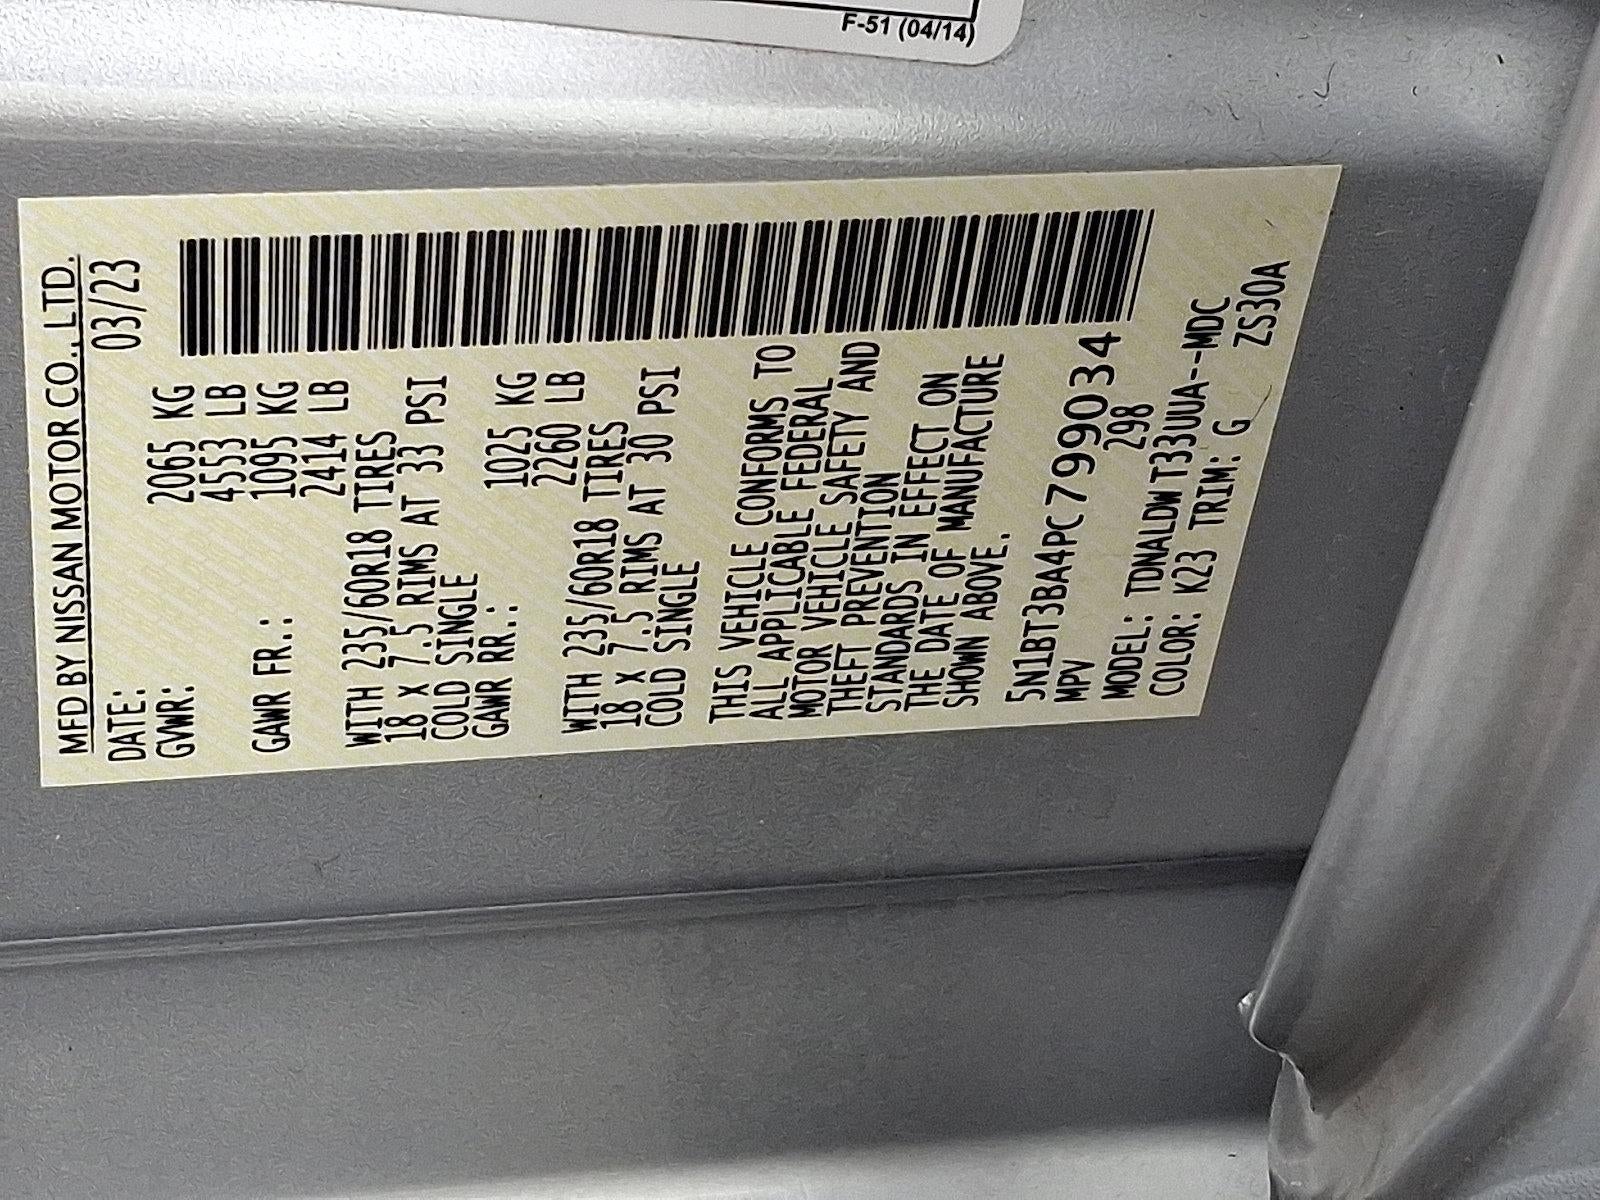 F-51 (04/14)
MFD BY NISSAN MOTOR CO., LTD.
DATE: 03/23
GVWR: 2065 KG
4553 LB
GAWR FR.: 1095 KG
2414 LB
WITH 235/60R18 TIRES
18 X 7.5 RIMS AT 33 PSI
COLD SINGLE
GAWR RR.: 1025 KG
2260 LB
WITH 235/60R18 TIRES
18 X 7.5 RIMS AT 30 PSI
COLD SINGLE
THIS VEHICLE CONFORMS TO
ALL APPLICABLE FEDERAL
MOTOR VEHICLE SAFETY AND
THEFT PREVENTION
STANDARDS IN EFFECT ON
THE DATE OF MANUFACTURE
SHOWN ABOVE.
5N1BT3BA4PC799034
MPV 298
MODEL: TDNALDW T33UUA--MDC
COLOR: K23 TRIM: G ZS30A